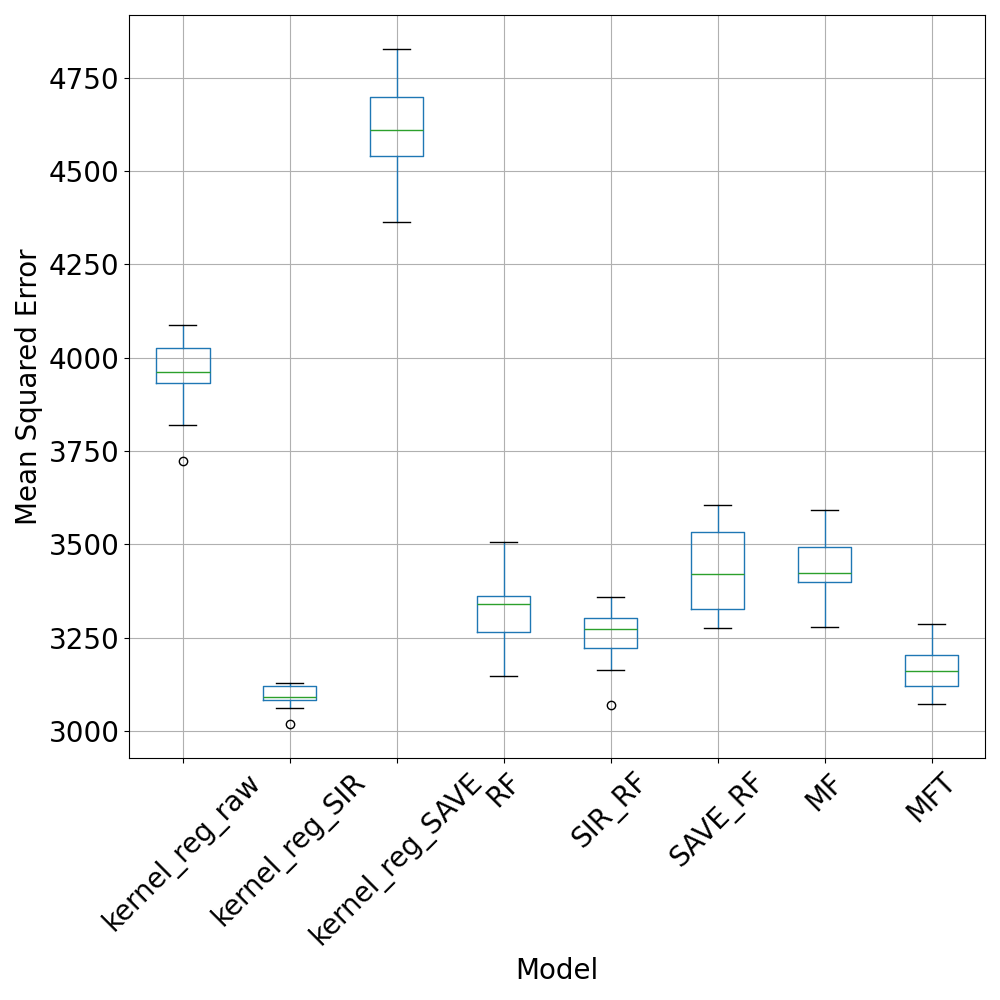 Mean Squared Error
4750
4500
4250
4000
3750
3500
3250
3000
kernel_reg_raw
kernel_reg_SIR
kernel_reg_SAVE
RF
SIR_RF
SAVE_RF
MF
MFT
Model